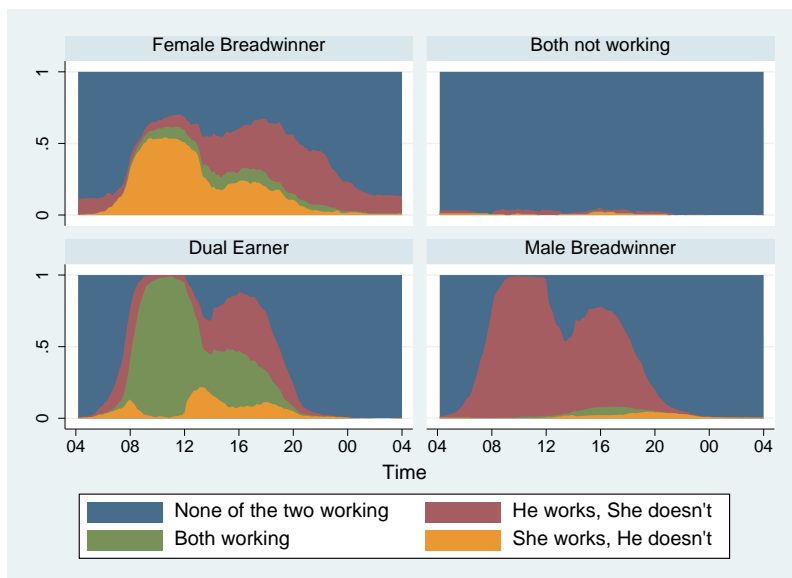 Female Breadwinner
Both not working
1
.5
0
Dual Earner
Male Breadwinner
1
.5
0
04 08 12 16 20 00 04
04 08 12 16 20 00 04
Time
None of the two working
He works, She doesn't
Both working
She works, He doesn't